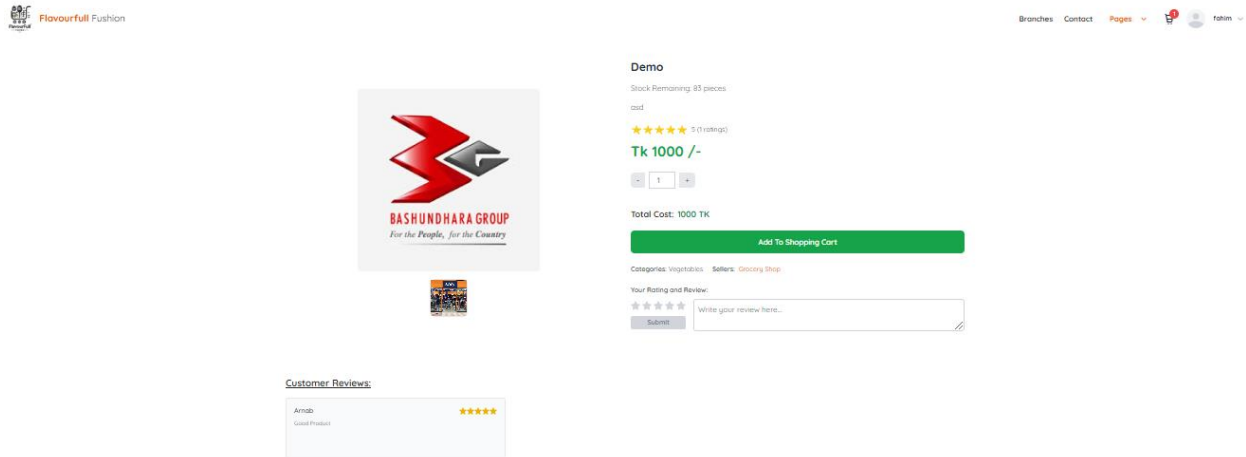 Flavourfull Fushion
Branches Contact Pages 1 fahim
Demo
Stock Remaining: 83 pieces
asd
5 (1 ratings)
Tk 1000 /-
- 1 +
Total Cost: 1000 TK
Add To Shopping Cart
Categories: Vegetables Sellers: Grocery Shop
Your Rating and Review:
Write your review here...
Submit
BASHUNDHARA GROUP
For the People, for the Country
Customer Reviews:
Arnab
Good Product